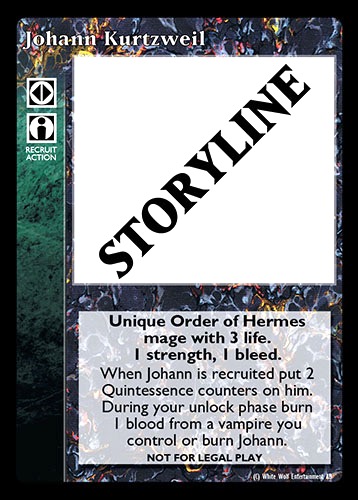 Johann Kurtzweil
RECRUIT
ACTION
STORYLINE
Unique Order of Hermes
mage with 3 life.
1 strength, 1 bleed.
When Johann is recruited put 2
Quintessence counters on him.
During your unlock phase burn
1 blood from a vampire you
control or burn Johann.
NOT FOR LEGAL PLAY
(C) White Wolf Entertainment AB